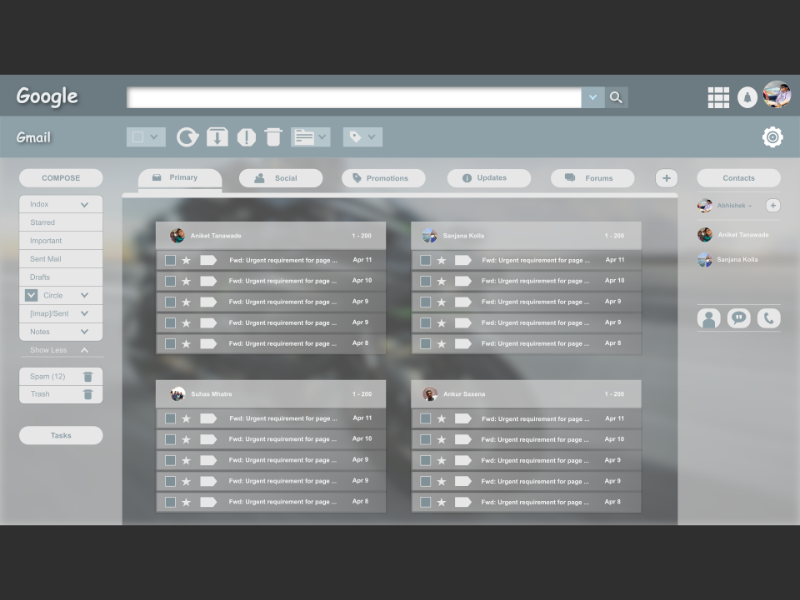 Google
Gmail
COMPOSE
Inbox
Starred
Important
Sent Mail
Drafts
Circle
[Imap]/Sent
Notes
Show Less
Spam (12)
Trash
Tasks
Primary
Social
Promotions
Updates
Forums
+
Aniket Tanawade 1 - 200
Fwd: Urgent requirement for page ... Apr 11
Fwd: Urgent requirement for page ... Apr 10
Fwd: Urgent requirement for page ... Apr 9
Fwd: Urgent requirement for page ... Apr 9
Fwd: Urgent requirement for page ... Apr 8
Sanjana Kolla 1 - 200
Fwd: Urgent requirement for page ... Apr 11
Fwd: Urgent requirement for page ... Apr 10
Fwd: Urgent requirement for page ... Apr 9
Fwd: Urgent requirement for page ... Apr 9
Fwd: Urgent requirement for page ... Apr 8
Suhas Mhatre 1 - 250
Fwd: Urgent requirement for page ... Apr 11
Fwd: Urgent requirement for page ... Apr 10
Fwd: Urgent requirement for page ... Apr 9
Fwd: Urgent requirement for page ... Apr 9
Fwd: Urgent requirement for page ... Apr 8
Ankur Saxena 1 - 200
Fwd: Urgent requirement for page ... Apr 11
Fwd: Urgent requirement for page ... Apr 10
Fwd: Urgent requirement for page ... Apr 9
Fwd: Urgent requirement for page ... Apr 9
Fwd: Urgent requirement for page ... Apr 8
Contacts
Abhishek +
Aniket Tanawade
Sanjana Kolla